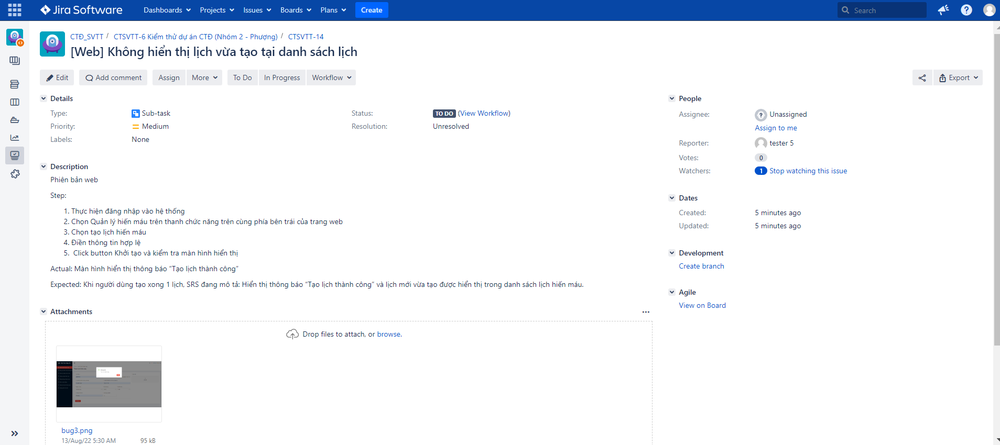 Jira Software Dashboards Projects Issues Boards Plans Create Search
CTĐ_SVTT / CTSVTT-6 Kiểm thử dự án CTĐ (Nhóm 2 - Phượng) / CTSVTT-14
[Web] Không hiển thị lịch vừa tạo tại danh sách lịch
Edit Add comment Assign More To Do In Progress Workflow Export
Details
Type: Sub-task
Status: TO DO (View Workflow)
Priority: Medium
Resolution: Unresolved
Labels: None
Description
Phiên bản web
Step:
1. Thực hiện đăng nhập vào hệ thống
2. Chọn Quản lý hiến máu trên thanh chức năng trên cùng phía bên trái của trang web
3. Chọn tạo lịch hiến máu
4. Điền thông tin hợp lệ
5. Click button Khởi tạo và kiểm tra màn hình hiển thị
Actual: Màn hình hiển thị thông báo “Tạo lịch thành công”
Expected: Khi người dùng tạo xong 1 lịch, SRS đang mô tả: Hiển thị thông báo “Tạo lịch thành công” và lịch mới vừa tạo được hiển thị trong danh sách lịch hiến máu.
Attachments
Drop files to attach, or browse.
bug3.png
13/Aug/22 5:30 AM 95 kB
People
Assignee: Unassigned
Assign to me
Reporter: tester 5
Votes: 0
Watchers: 1 Stop watching this issue
Dates
Created: 5 minutes ago
Updated: 5 minutes ago
Development
Create branch
Agile
View on Board